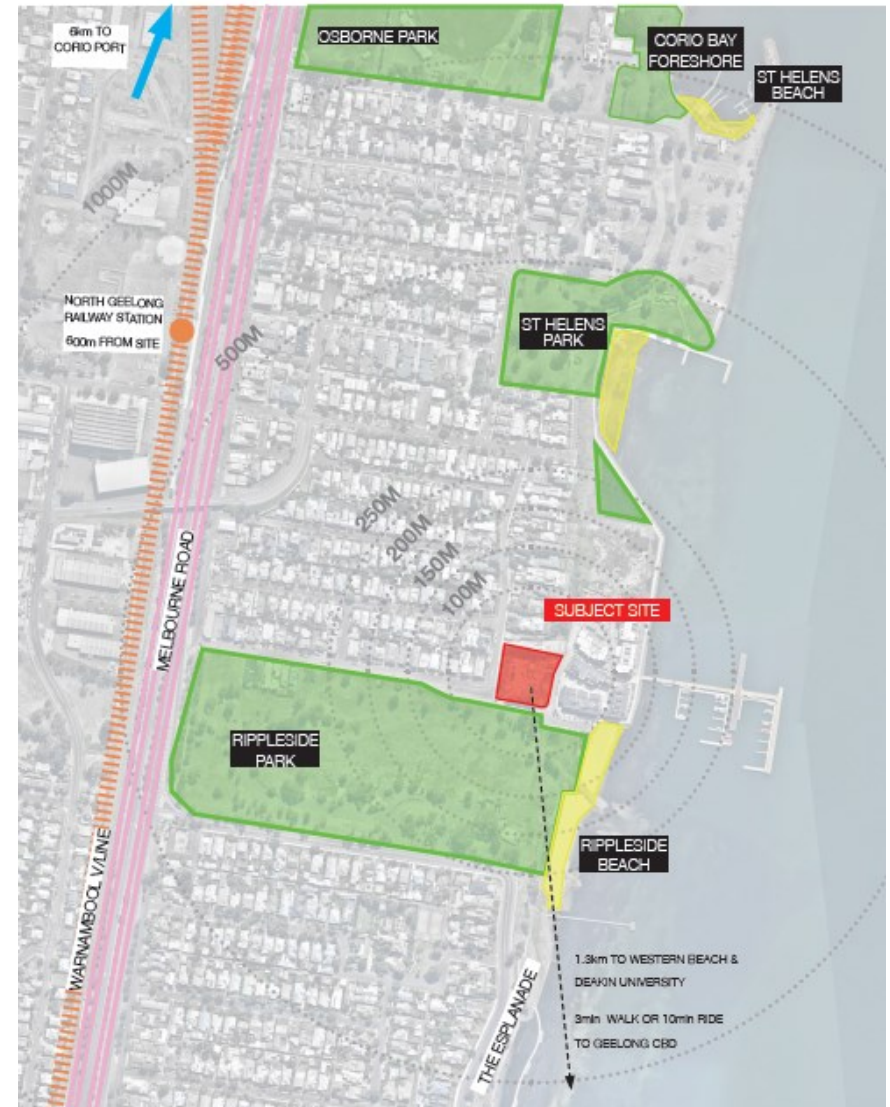 6km TO
CORIO PORT
OSBORNE PARK
CORIO BAY
FORESHORE
ST HELENS
BEACH
1000M
NORTH GEELONG
RAILWAY STATION
600m FROM SITE
500M
ST HELENS
PARK
250M
200M
150M
100M
SUBJECT SITE
MELBOURNE ROAD
RIPPLESIDE
PARK
RIPPLESIDE
BEACH
WARNAMBOOL V/LINE
THE ESPLANADE
1.3km TO WESTERN BEACH &
DEAKIN UNIVERSITY
3min WALK OR 10min RIDE
TO GEELONG CBD